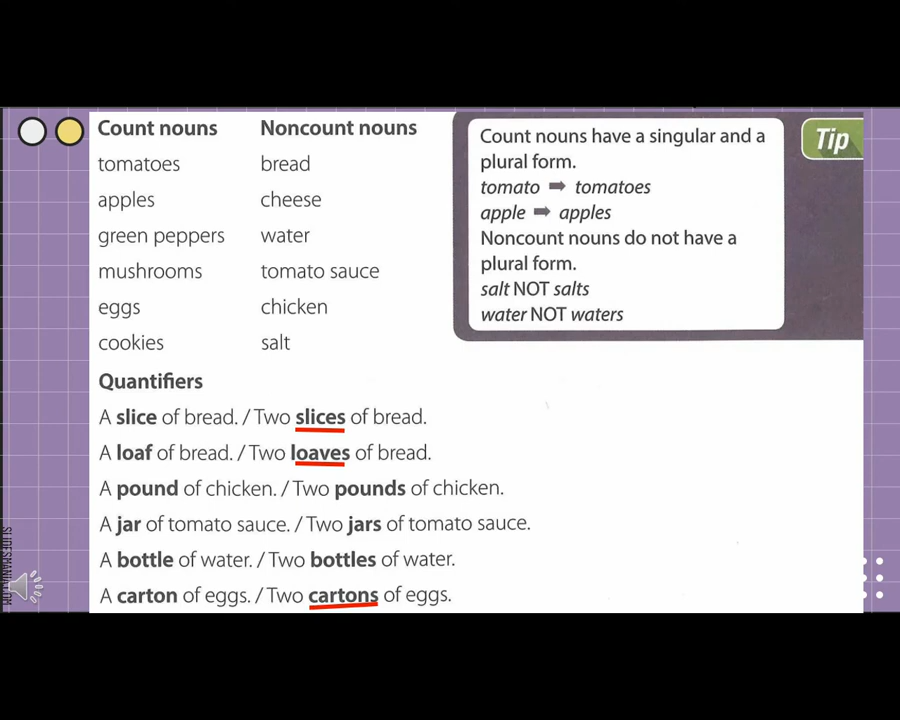 Count nouns Noncount nouns
tomatoes bread
apples cheese
green peppers water
mushrooms tomato sauce
eggs chicken
cookies salt
Tip
Count nouns have a singular and a
plural form.
tomato ➡ tomatoes
apple ➡ apples
Noncount nouns do not have a
plural form.
salt NOT salts
water NOT waters
Quantifiers
A slice of bread. / Two slices of bread.
A loaf of bread. / Two loaves of bread.
A pound of chicken. / Two pounds of chicken.
A jar of tomato sauce. / Two jars of tomato sauce.
A bottle of water. / Two bottles of water.
A carton of eggs. / Two cartons of eggs.
SLIDESMANIA.COM